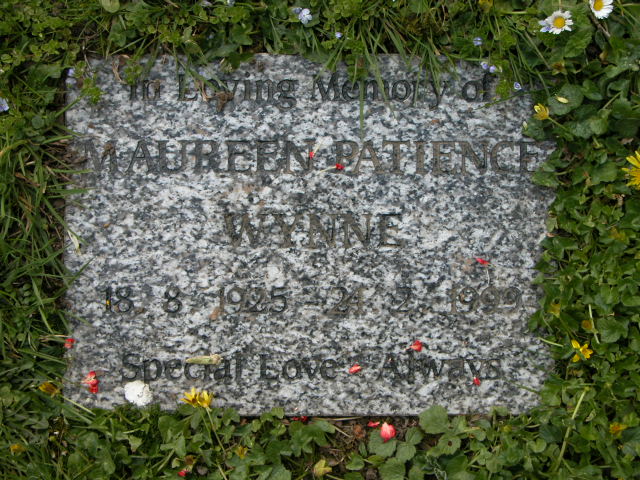 In Loving Memory of
MAUREEN PATIENCE
WYNNE
18. 8. 1925 - 24. 2. 1999
Special Love - Always